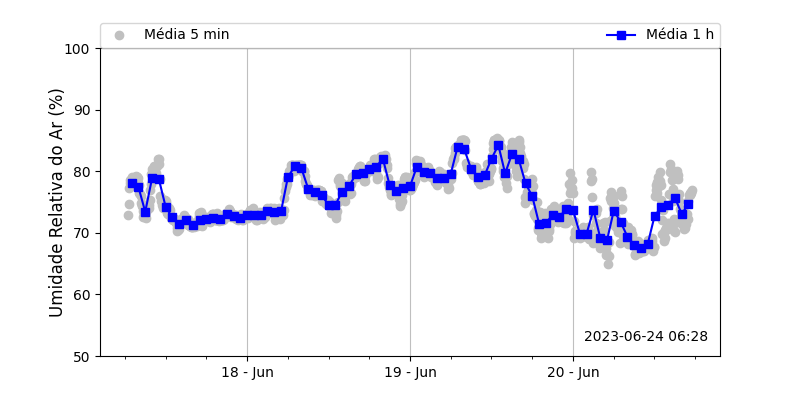 Média 5 min
Média 1 h
Umidade Relativa do Ar (%)
100
90
80
70
60
50
2023-06-24 06:28
18 - Jun
19 - Jun
20 - Jun